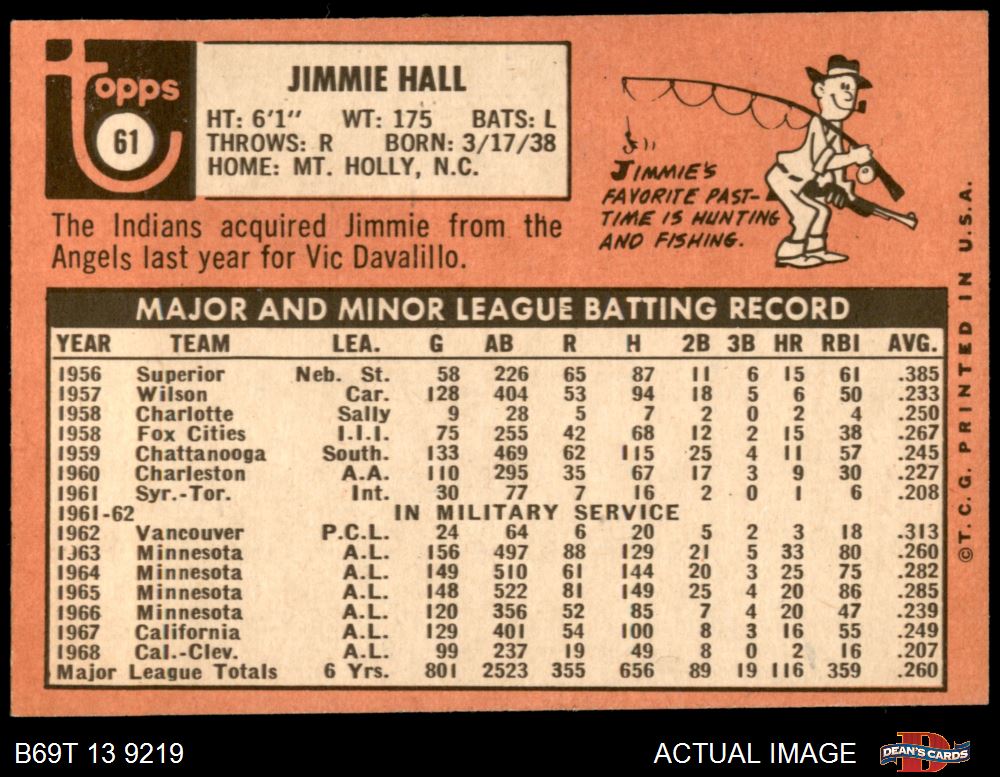 topps
61
JIMMIE HALL
HT: 6'1" WT: 175 BATS: L
THROWS: R BORN: 3/17/38
HOME: MT. HOLLY, N.C.
The Indians acquired Jimmie from the
Angels last year for Vic Davalillo.
JIMMIE'S
FAVORITE PAST-
TIME IS HUNTING
AND FISHING.
MAJOR AND MINOR LEAGUE BATTING RECORD
YEAR TEAM LEA. G AB R H 2B 3B HR RBI AVG.
1956 Superior Neb. St. 58 226 65 87 11 6 15 61 .385
1957 Wilson Car. 128 404 53 94 18 5 6 50 .233
1958 Charlotte Sally 9 28 5 7 2 0 2 4 .250
1958 Fox Cities I.I.I. 75 255 42 68 12 2 15 38 .267
1959 Chattanooga South. 133 469 62 115 25 4 11 57 .245
1960 Charleston A.A. 110 295 35 67 17 3 9 30 .227
1961 Syr.-Tor. Int. 30 77 7 16 2 0 1 6 .208
1961-62 IN MILITARY SERVICE
1962 Vancouver P.C.L. 24 64 6 20 5 2 3 18 .313
1963 Minnesota A.L. 156 497 88 129 21 5 33 80 .260
1964 Minnesota A.L. 149 510 61 144 20 3 25 75 .282
1965 Minnesota A.L. 148 522 81 149 25 4 20 86 .285
1966 Minnesota A.L. 120 356 52 85 7 4 20 47 .239
1967 California A.L. 129 401 54 100 8 3 16 55 .249
1968 Cal.-Clev. A.L. 99 237 19 49 8 0 2 16 .207
Major League Totals 6 Yrs. 801 2523 355 656 89 19 116 359 .260
©T.C.G. PRINTED IN U.S.A.
B69T 13 9219
ACTUAL IMAGE
D
DEAN'S CARDS